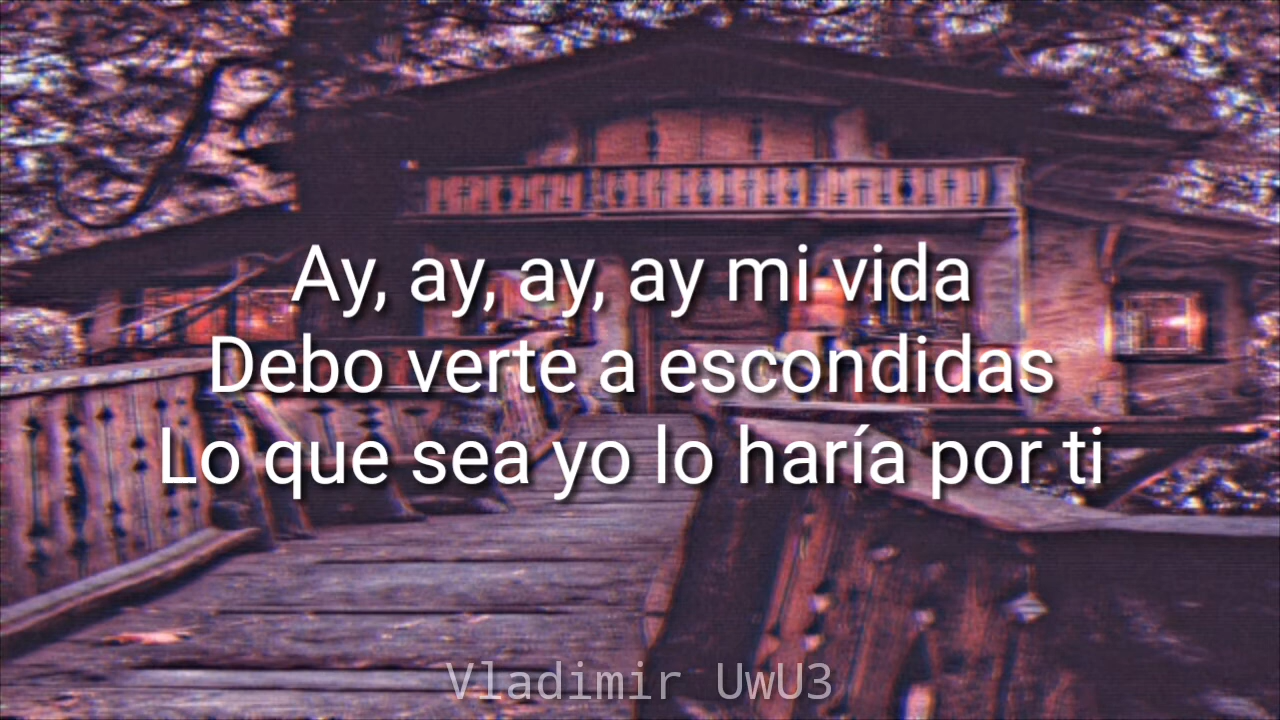 Ay, ay, ay, ay mi vida
Debo verte a escondidas
Lo que sea yo lo haría por ti
Vladimir UwU3